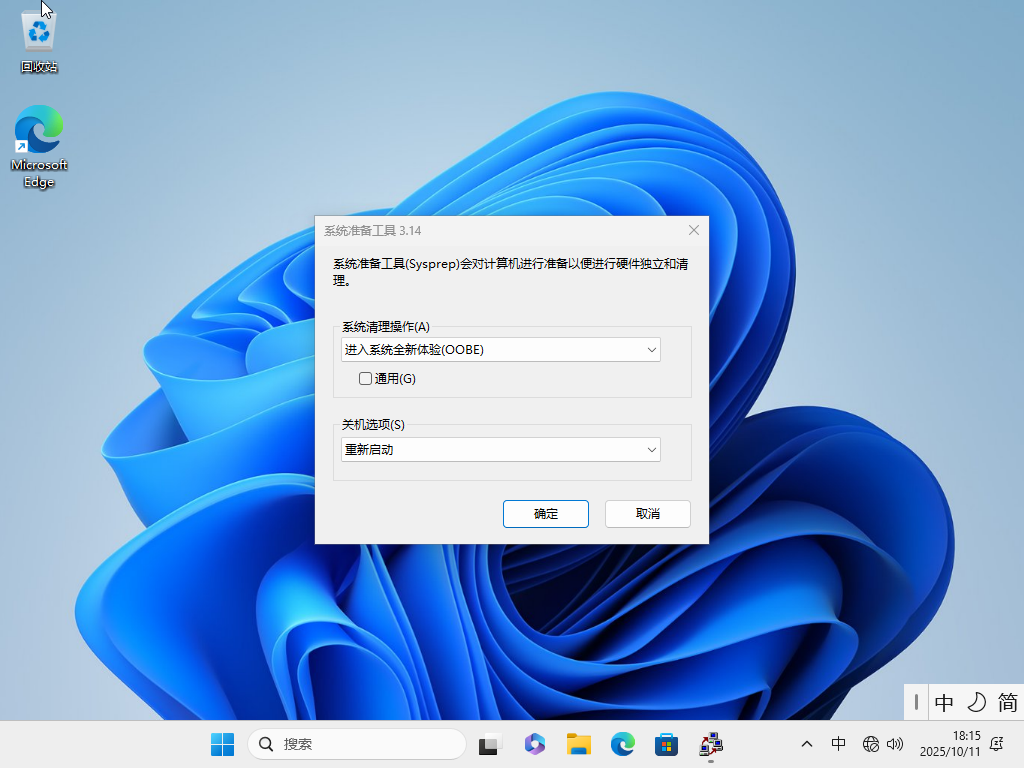 回收站
Microsoft
Edge
系统准备工具 3.14
系统准备工具(Sysprep)会对计算机进行准备以便进行硬件独立和清
理。
系统清理操作(A)
进入系统全新体验(OOBE)
通用(G)
关机选项(S)
重新启动
确定
取消
中 简
搜索
中
18:15
2025/10/11